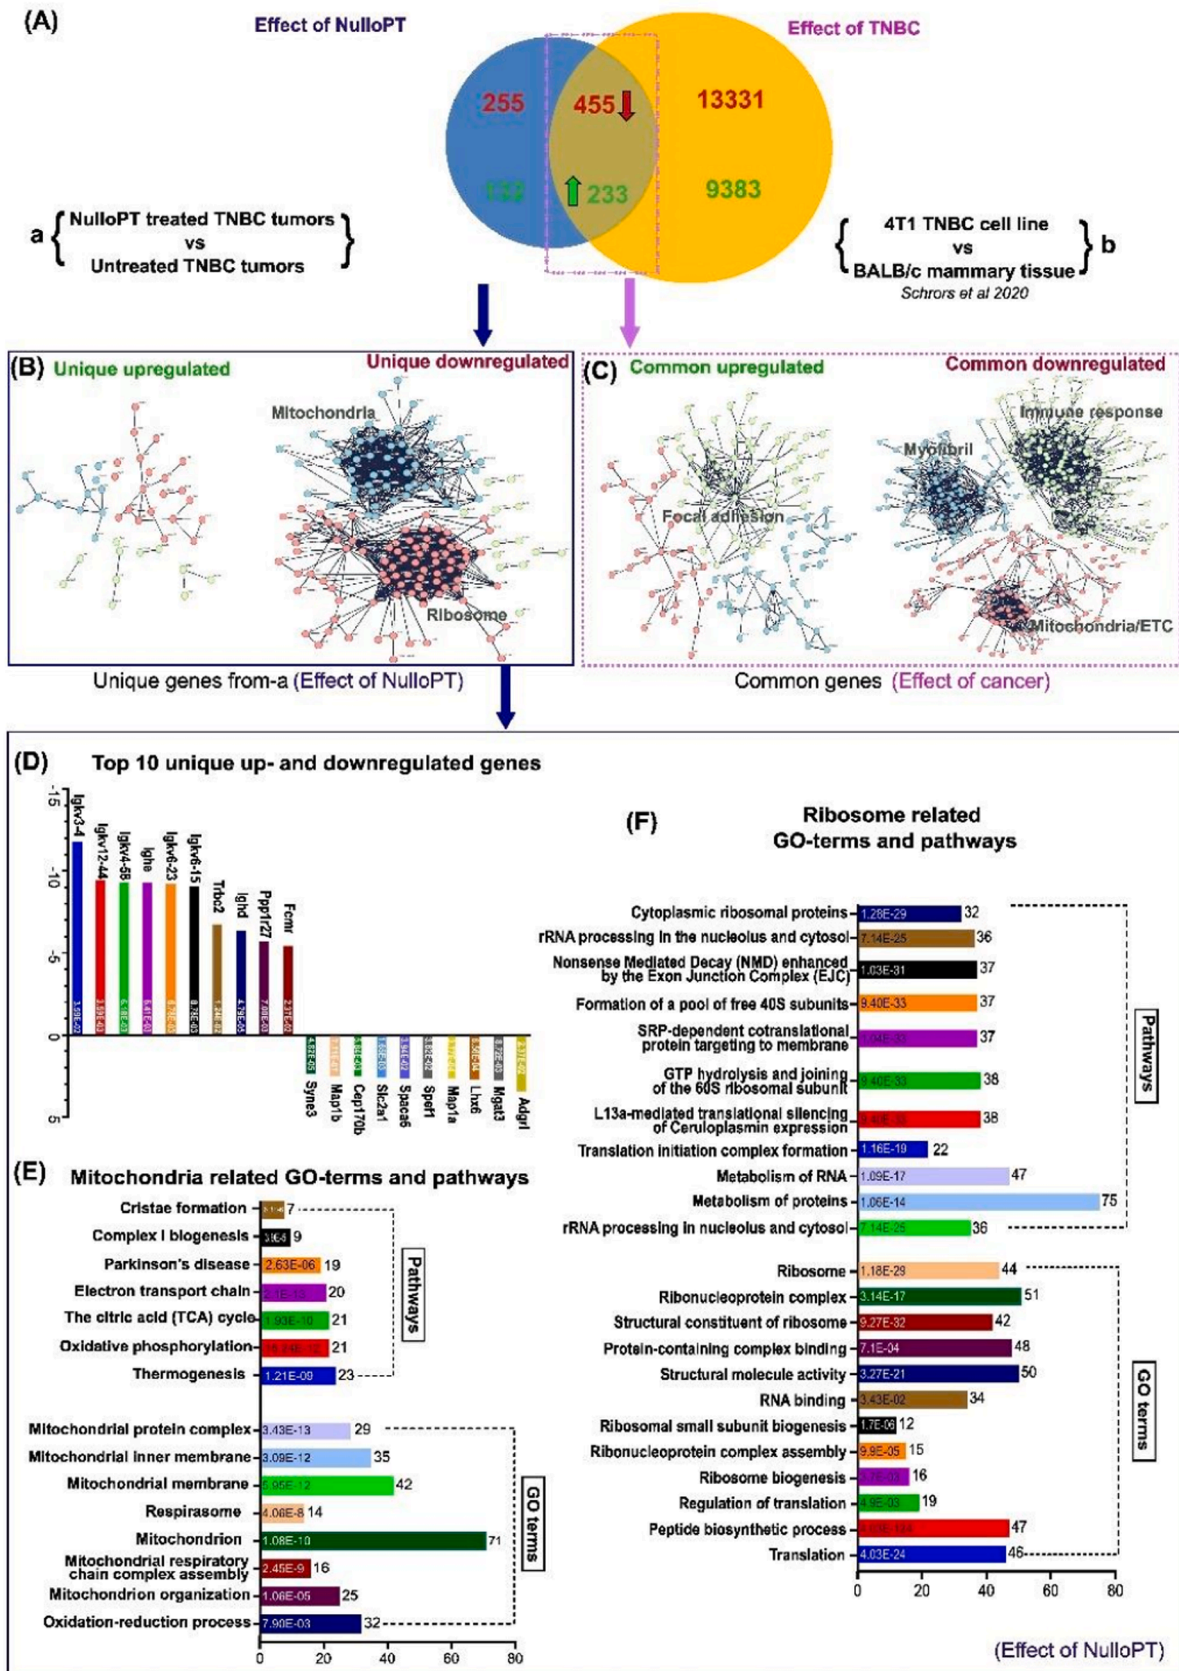 (A)
Effect of NulloPT
Effect of TNBC
255
455
13331
233
9383
a
NulloPT treated TNBC tumors
vs
Untreated TNBC tumors
4T1 TNBC cell line
vs
BALB/c mammary tissue
b
Schrors et al 2020
(B)
Unique upregulated
Unique downregulated
Mitochondria
Ribosome
(C)
Common upregulated
Common downregulated
Focal adhesion
Immune response
Myofibril
Mitochondria/ETC
Unique genes from-a (Effect of NulloPT)
Common genes (Effect of cancer)
(D)
Top 10 unique up- and downregulated genes
-15
-10
-5
0
5
Igkv3-4
Igkv12-44
Igkv4-58
Ighe
Igkv6-23
Igkv6-15
Trbc2
Ighd
Ppp1r27
Fcmr
Syne3
Map1b
Cep170b
Slc2a1
Spaca6
Spef1
Map1a
Lhx6
Mgat3
Adgrl
(E)
Mitochondria related GO-terms and pathways
Cristae formation 7
Complex I biogenesis 9
Parkinson's disease 2.63E-06 19
Electron transport chain 20
The citric acid (TCA) cycle 1.93E-10 21
Oxidative phosphorylation 21
Thermogenesis 1.21E-09 23
Pathways
Mitochondrial protein complex 3.43E-13 29
Mitochondrial inner membrane 3.09E-12 35
Mitochondrial membrane 5.95E-12 42
Respirasome 4.06E-8 14
Mitochondrion 1.08E-10 71
Mitochondrial respiratory
chain complex assembly 2.45E-9 16
Mitochondrion organization 1.06E-05 25
Oxidation-reduction process 7.90E-03 32
GO terms
0 20 40 60 80
(F)
Ribosome related
GO-terms and pathways
Cytoplasmic ribosomal proteins 1.28E-29 32
rRNA processing in the nucleolus and cytosol 7.14E-25 36
Nonsense Mediated Decay (NMD) enhanced
by the Exon Junction Complex (EJC) 1.03E-31 37
Formation of a pool of free 40S subunits 9.40E-33 37
SRP-dependent cotranslational
protein targeting to membrane 1.04E-33 37
GTP hydrolysis and joining
of the 60S ribosomal subunit 9.40E-33 38
L13a-mediated translational silencing
of Ceruloplasmin expression 38
Translation initiation complex formation 1.16E-19 22
Metabolism of RNA 1.09E-17 47
Metabolism of proteins 1.06E-14 75
rRNA processing in nucleolus and cytosol 7.14E-25 36
Pathways
Ribosome 1.18E-29 44
Ribonucleoprotein complex 3.14E-17 51
Structural constituent of ribosome 9.27E-32 42
Protein-containing complex binding 7.1E-04 48
Structural molecule activity 3.27E-21 50
RNA binding 3.43E-02 34
Ribosomal small subunit biogenesis 1.7E-06 12
Ribonucleoprotein complex assembly 9.9E-05 15
Ribosome biogenesis 16
Regulation of translation 4.9E-03 19
Peptide biosynthetic process 47
Translation 4.03E-24 46
GO terms
0 20 40 60 80
(Effect of NulloPT)